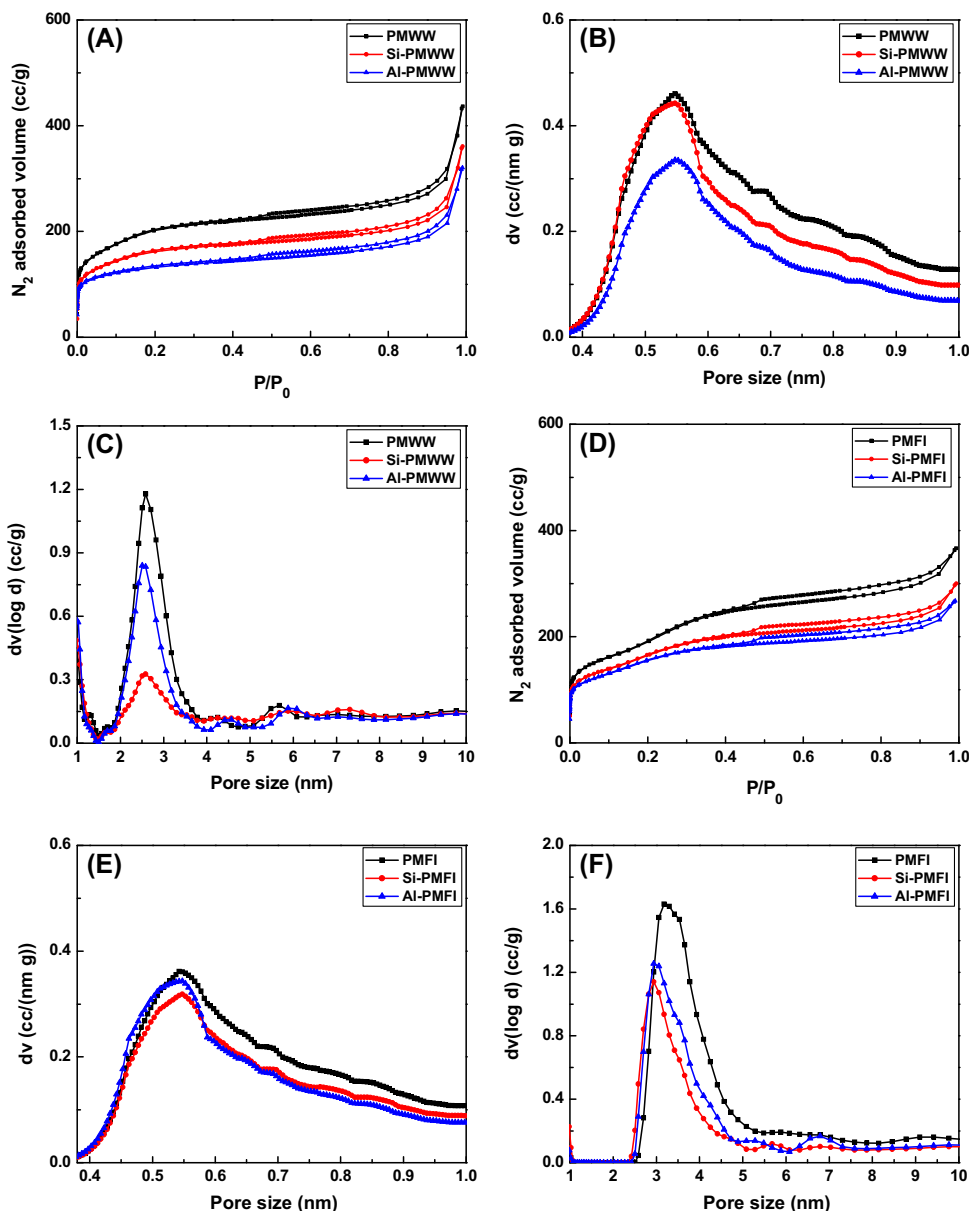 (A)
PMWW
Si-PMWW
Al-PMWW
600
400
200
0
0.0 0.2 0.4 0.6 0.8 1.0
N2 adsorbed volume (cc/g)
P/P0
(B)
PMWW
Si-PMWW
Al-PMWW
0.6
0.4
0.2
0.0
0.4 0.5 0.6 0.7 0.8 0.9 1.0
dv (cc/(nm g))
Pore size (nm)
(C)
PMWW
Si-PMWW
Al-PMWW
1.5
1.2
0.9
0.6
0.3
0.0
1 2 3 4 5 6 7 8 9 10
dv(log d) (cc/g)
Pore size (nm)
(D)
PMFI
Si-PMFI
Al-PMFI
600
400
200
0
0.0 0.2 0.4 0.6 0.8 1.0
N2 adsorbed volume (cc/g)
P/P0
(E)
PMFI
Si-PMFI
Al-PMFI
0.6
0.4
0.2
0.0
0.4 0.5 0.6 0.7 0.8 0.9 1.0
dv (cc/(nm g))
Pore size (nm)
(F)
PMFI
Si-PMFI
Al-PMFI
2.0
1.6
1.2
0.8
0.4
0.0
1 2 3 4 5 6 7 8 9 10
dv(log d) (cc/g)
Pore size (nm)